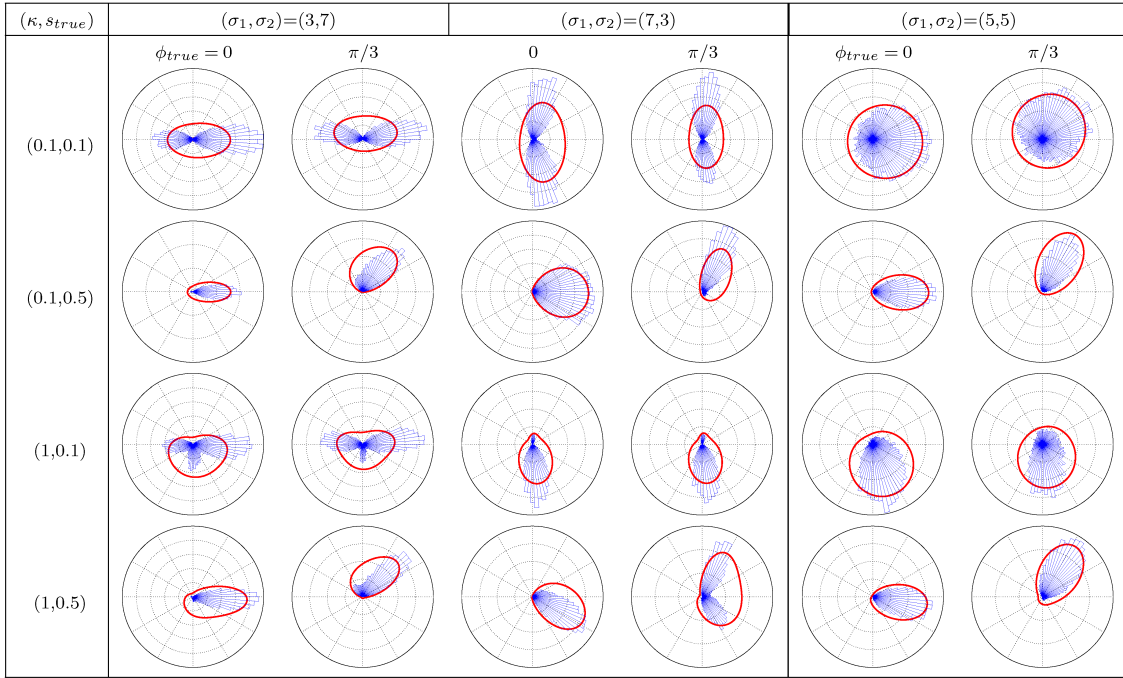 (κ, s_true) (σ₁,σ₂)=(3,7) (σ₁,σ₂)=(7,3) (σ₁,σ₂)=(5,5)
ϕ_true = 0 π/3 0 π/3 ϕ_true = 0 π/3
(0.1,0.1)
(0.1,0.5)
(1,0.1)
(1,0.5)